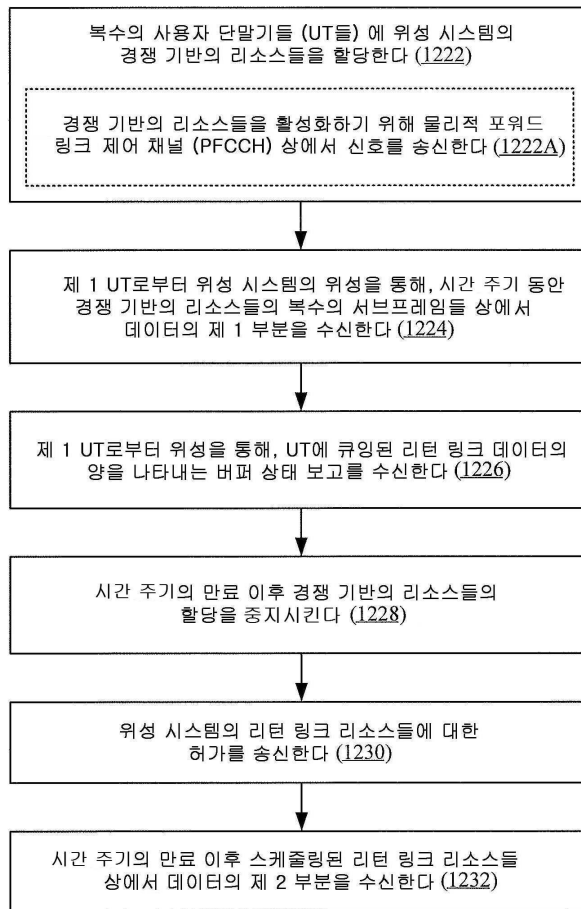 복수의 사용자 단말기들 (UT들) 에 위성 시스템의
경쟁 기반의 리소스들을 할당한다 (1222)
경쟁 기반의 리소스들을 활성화하기 위해 물리적 포워드
링크 제어 채널 (PFCCH) 상에서 신호를 송신한다 (1222A)
제 1 UT로부터 위성 시스템의 위성을 통해, 시간 주기 동안
경쟁 기반의 리소스들의 복수의 서브프레임들 상에서
데이터의 제 1 부분을 수신한다 (1224)
제 1 UT로부터 위성을 통해, UT에 큐잉된 리턴 링크 데이터의
양을 나타내는 버퍼 상태 보고를 수신한다 (1226)
시간 주기의 만료 이후 경쟁 기반의 리소스들의
할당을 중지시킨다 (1228)
위성 시스템의 리턴 링크 리소스들에 대한
허가를 송신한다 (1230)
시간 주기의 만료 이후 스케줄링된 리턴 링크 리소스들
상에서 데이터의 제 2 부분을 수신한다 (1232)